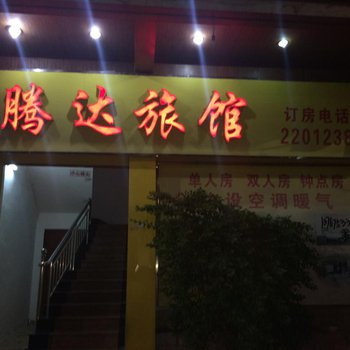 腾达旅馆
订房电话
2201238
单人房 双人房 钟点房
设空调暖气